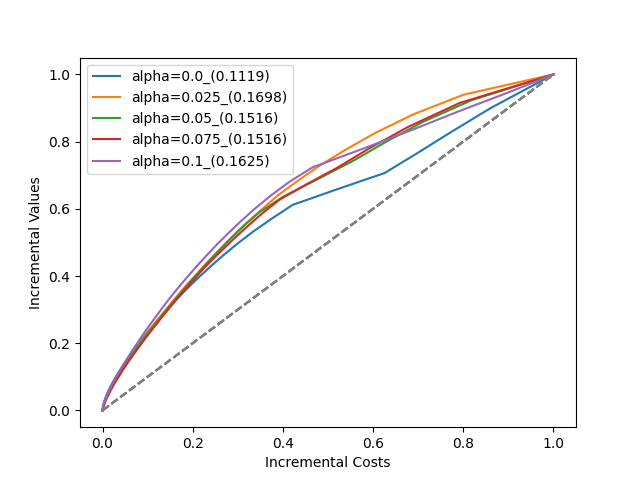 alpha=0.0_(0.1119)
alpha=0.025_(0.1698)
alpha=0.05_(0.1516)
alpha=0.075_(0.1516)
alpha=0.1_(0.1625)
1.0
0.8
0.6
0.4
0.2
0.0
Incremental Values
0.0 0.2 0.4 0.6 0.8 1.0
Incremental Costs